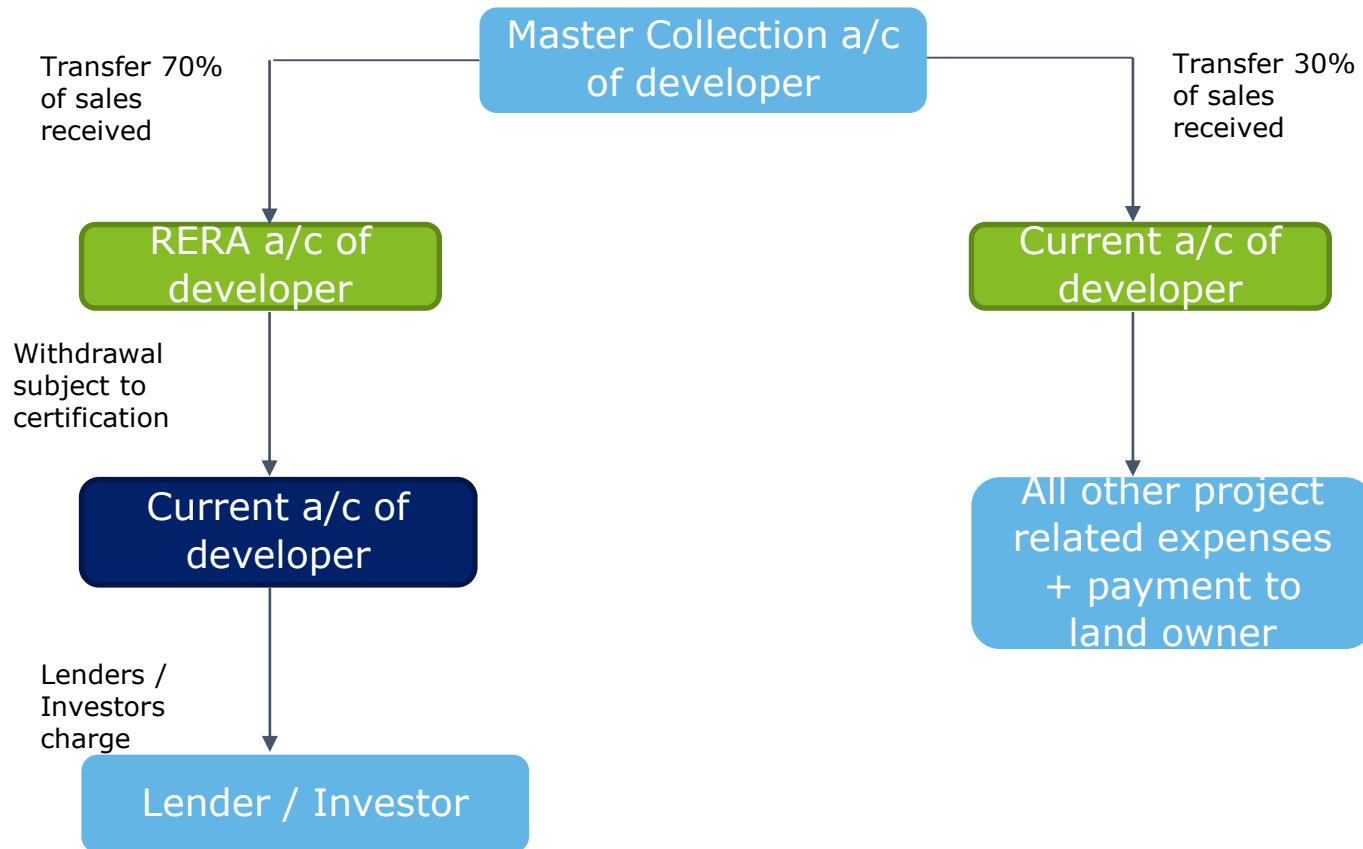 Master Collection a/c
of developer
Transfer 70%
of sales
received
Transfer 30%
of sales
received
RERA a/c of
developer
Current a/c of
developer
Withdrawal
subject to
certification
Current a/c of
developer
All other project
related expenses
+ payment to
land owner
Lenders /
Investors
charge
Lender / Investor